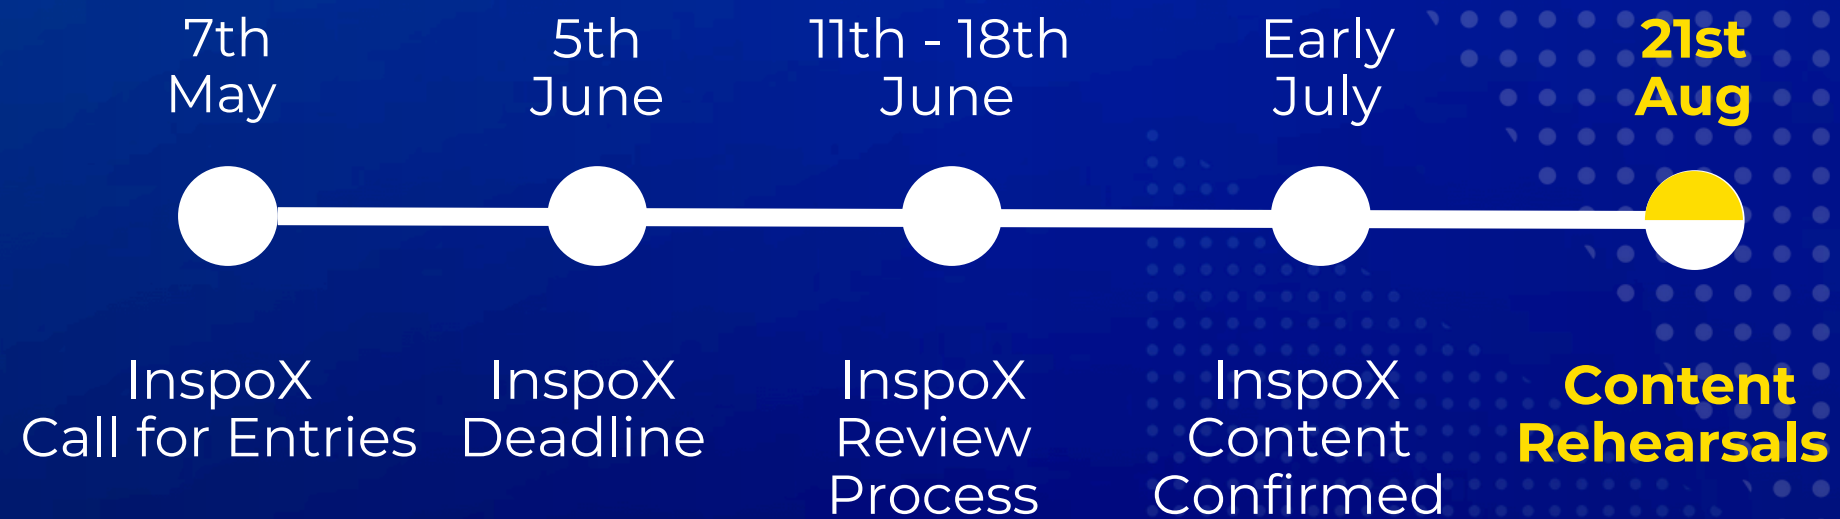 7th
May
5th
June
11th - 18th
June
Early
July
21st
Aug
InspoX
Call for Entries
InspoX
Deadline
InspoX
Review
Process
InspoX
Content
Confirmed
Content
Rehearsals